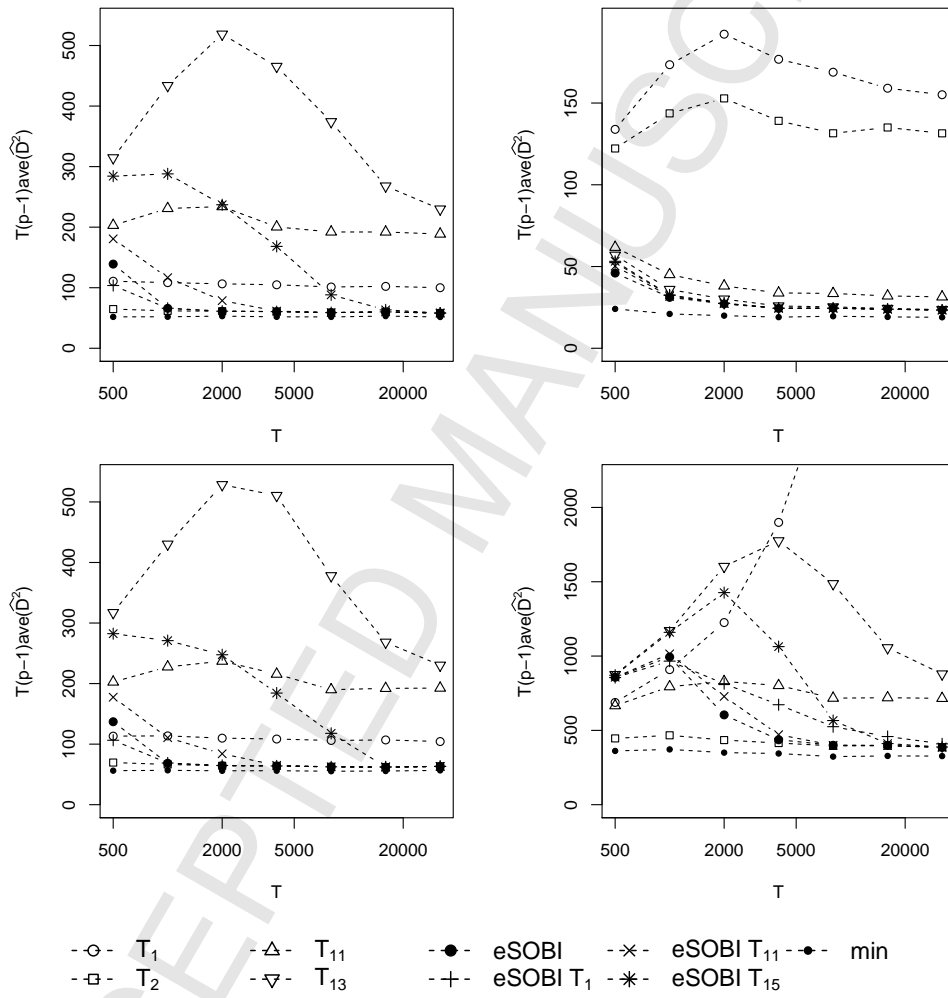 500
400
300
200
100
0
T(p−1)ave(D̂²)
500 2000 5000 20000
T
150
100
50
0
T(p−1)ave(D̂²)
500 2000 5000 20000
T
500
400
300
200
100
0
T(p−1)ave(D̂²)
500 2000 5000 20000
T
2000
1500
1000
500
0
T(p−1)ave(D̂²)
500 2000 5000 20000
T
T₁ T₁₁ eSOBI eSOBI T₁₁ min
T₂ T₁₃ eSOBI T₁ eSOBI T₁₅
CEPTED MANUSC